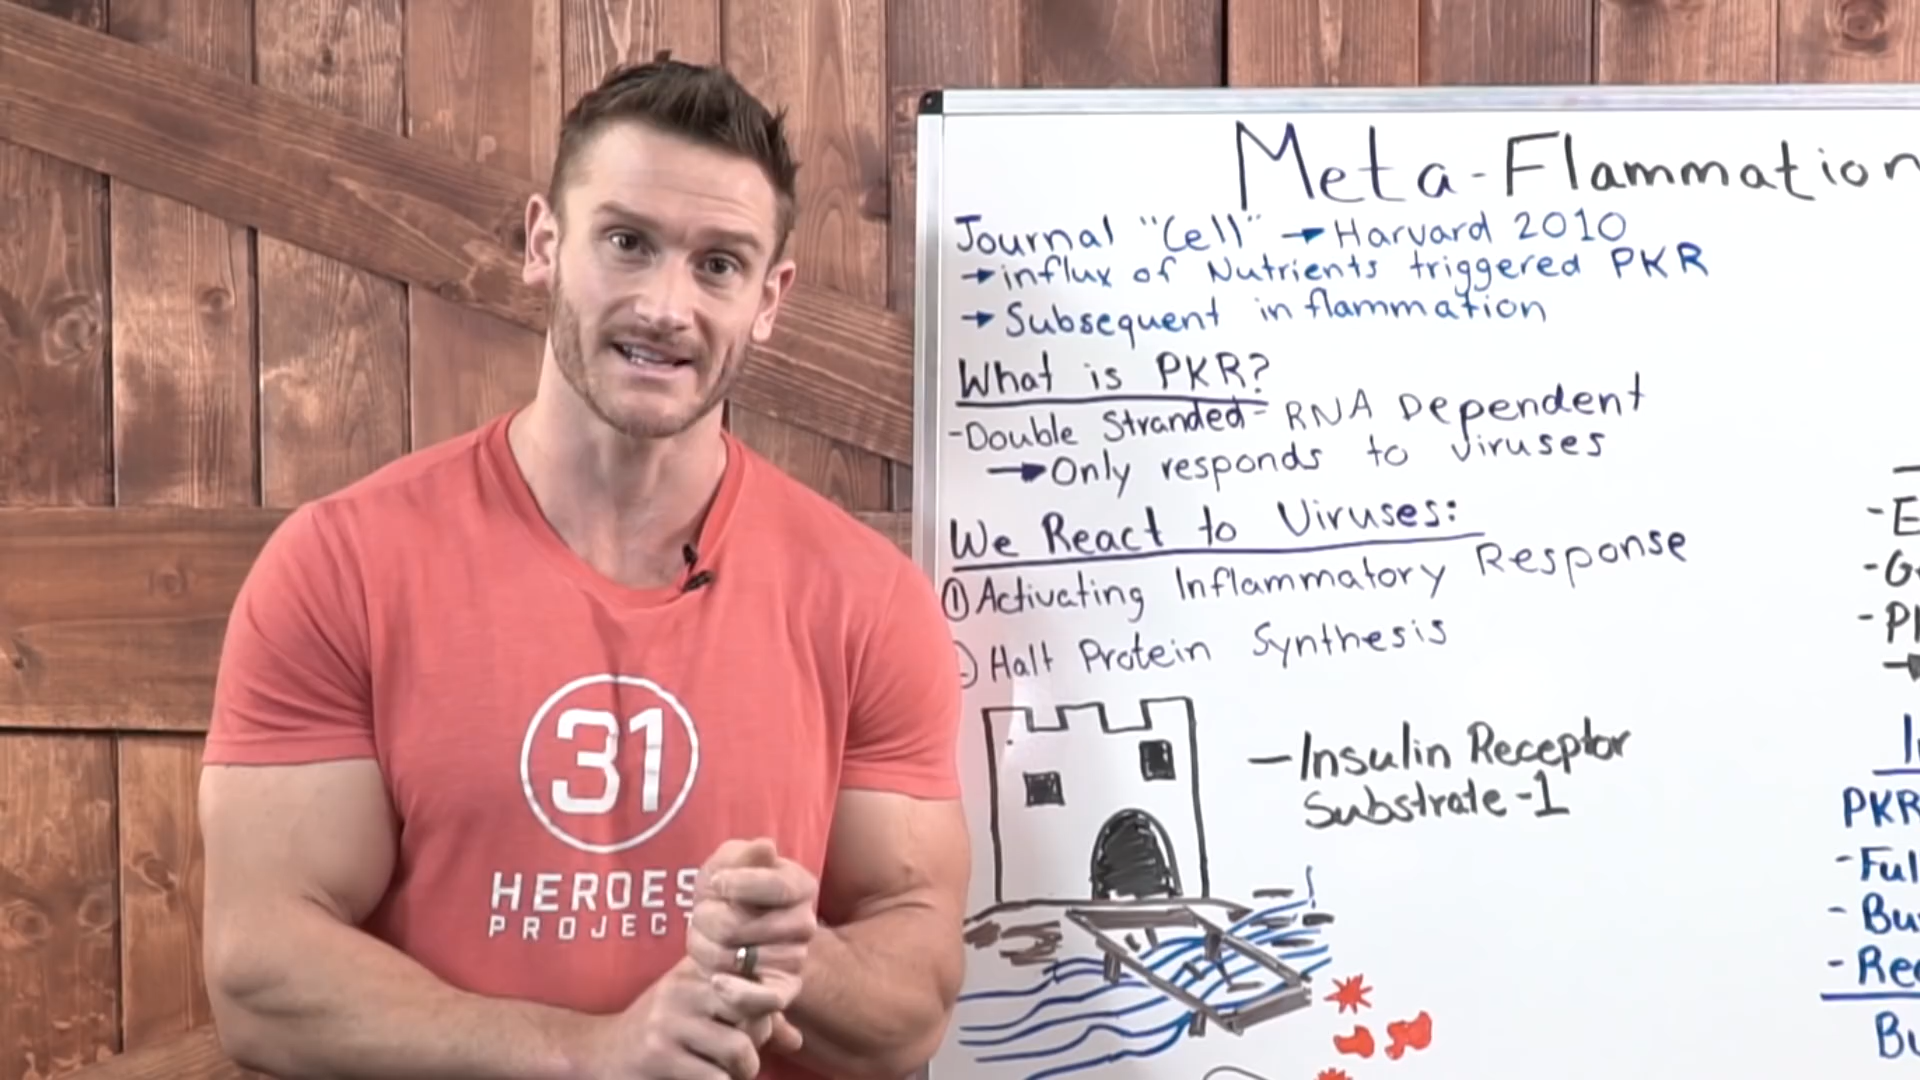 Meta-Flammation
Journal "Cell" → Harvard 2010
→ influx of Nutrients triggered PKR
→ Subsequent inflammation
What is PKR?
-Double Stranded-RNA Dependent
→ Only responds to viruses
We React to Viruses:
① Activating Inflammatory Response
Halt Protein Synthesis
— Insulin Receptor
Substrate-1
31
HEROES
PROJECT
PKR